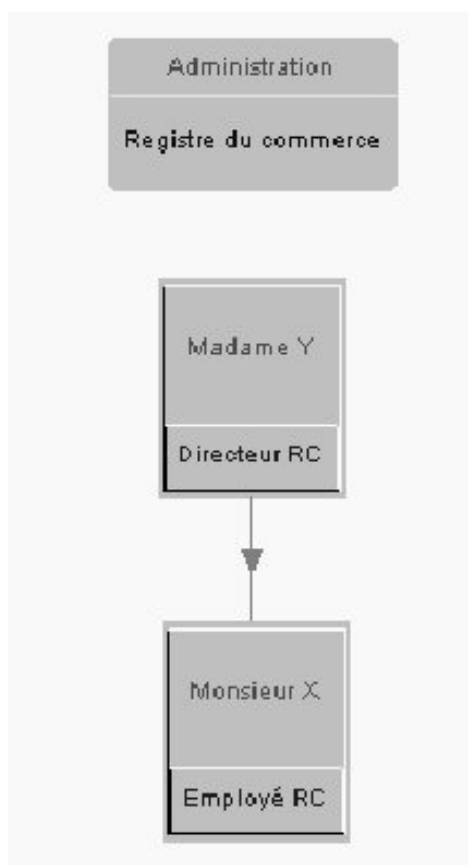 Administration
Registre du commerce
Madame Y
Directeur RC
Monsieur X
Employé RC